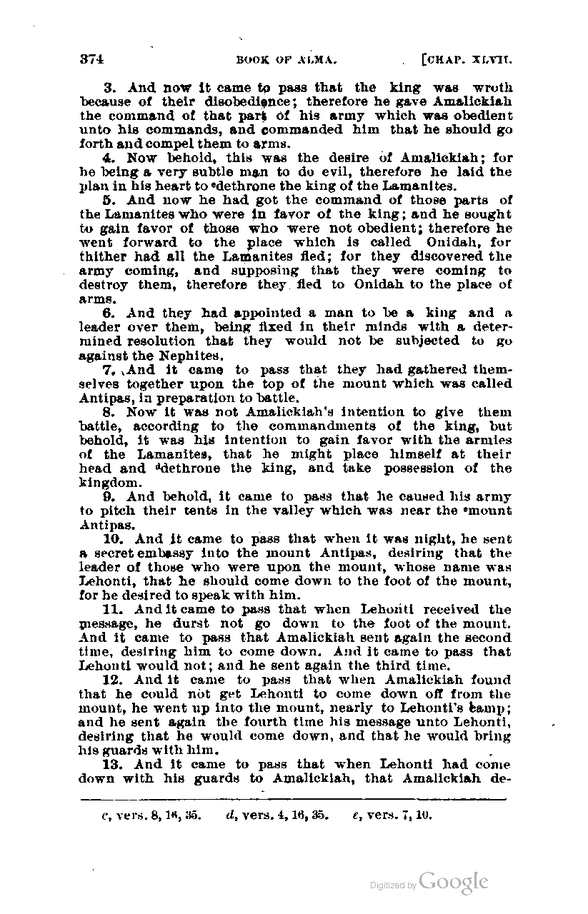 374 BOOK OF ALMA. [CHAP. XLVII.
3. And now it came to pass that the king was wroth
because of their disobedience; therefore he gave Amalickiah
the command of that part of his army which was obedient
unto his commands, and commanded him that he should go
forth and compel them to arms.
4. Now behold, this was the desire of Amalickiah; for
he being a very subtle man to do evil, therefore he laid the
plan in his heart to cdethrone the king of the Lamanites.
5. And now he had got the command of those parts of
the Lamanites who were in favor of the king; and he sought
to gain favor of those who were not obedient; therefore he
went forward to the place which is called Onidah, for
thither had all the Lamanites fled; for they discovered the
army coming, and supposing that they were coming to
destroy them, therefore they fled to Onidah to the place of
arms.
6. And they had appointed a man to be a king and a
leader over them, being fixed in their minds with a deter-
mined resolution that they would not be subjected to go
against the Nephites.
7. And it came to pass that they had gathered them-
selves together upon the top of the mount which was called
Antipas, in preparation to battle.
8. Now it was not Amalickiah's intention to give them
battle, according to the commandments of the king, but
behold, it was his intention to gain favor with the armies
of the Lamanites, that he might place himself at their
head and ddethrone the king, and take possession of the
kingdom.
9. And behold, it came to pass that he caused his army
to pitch their tents in the valley which was near the emount
Antipas.
10. And it came to pass that when it was night, he sent
a secret embassy into the mount Antipas, desiring that the
leader of those who were upon the mount, whose name was
Lehonti, that he should come down to the foot of the mount,
for he desired to speak with him.
11. And it came to pass that when Lehonti received the
message, he durst not go down to the foot of the mount.
And it came to pass that Amalickiah sent again the second
time, desiring him to come down. And it came to pass that
Lehonti would not; and he sent again the third time.
12. And it came to pass that when Amalickiah found
that he could not get Lehonti to come down off from the
mount, he went up into the mount, nearly to Lehonti's camp;
and he sent again the fourth time his message unto Lehonti,
desiring that he would come down, and that he would bring
his guards with him.
13. And it came to pass that when Lehonti had come
down with his guards to Amalickiah, that Amalickiah de-
c, vers. 8, 16, 35. d, vers. 4, 16, 35. e, vers. 7, 10.
Digitized by Google